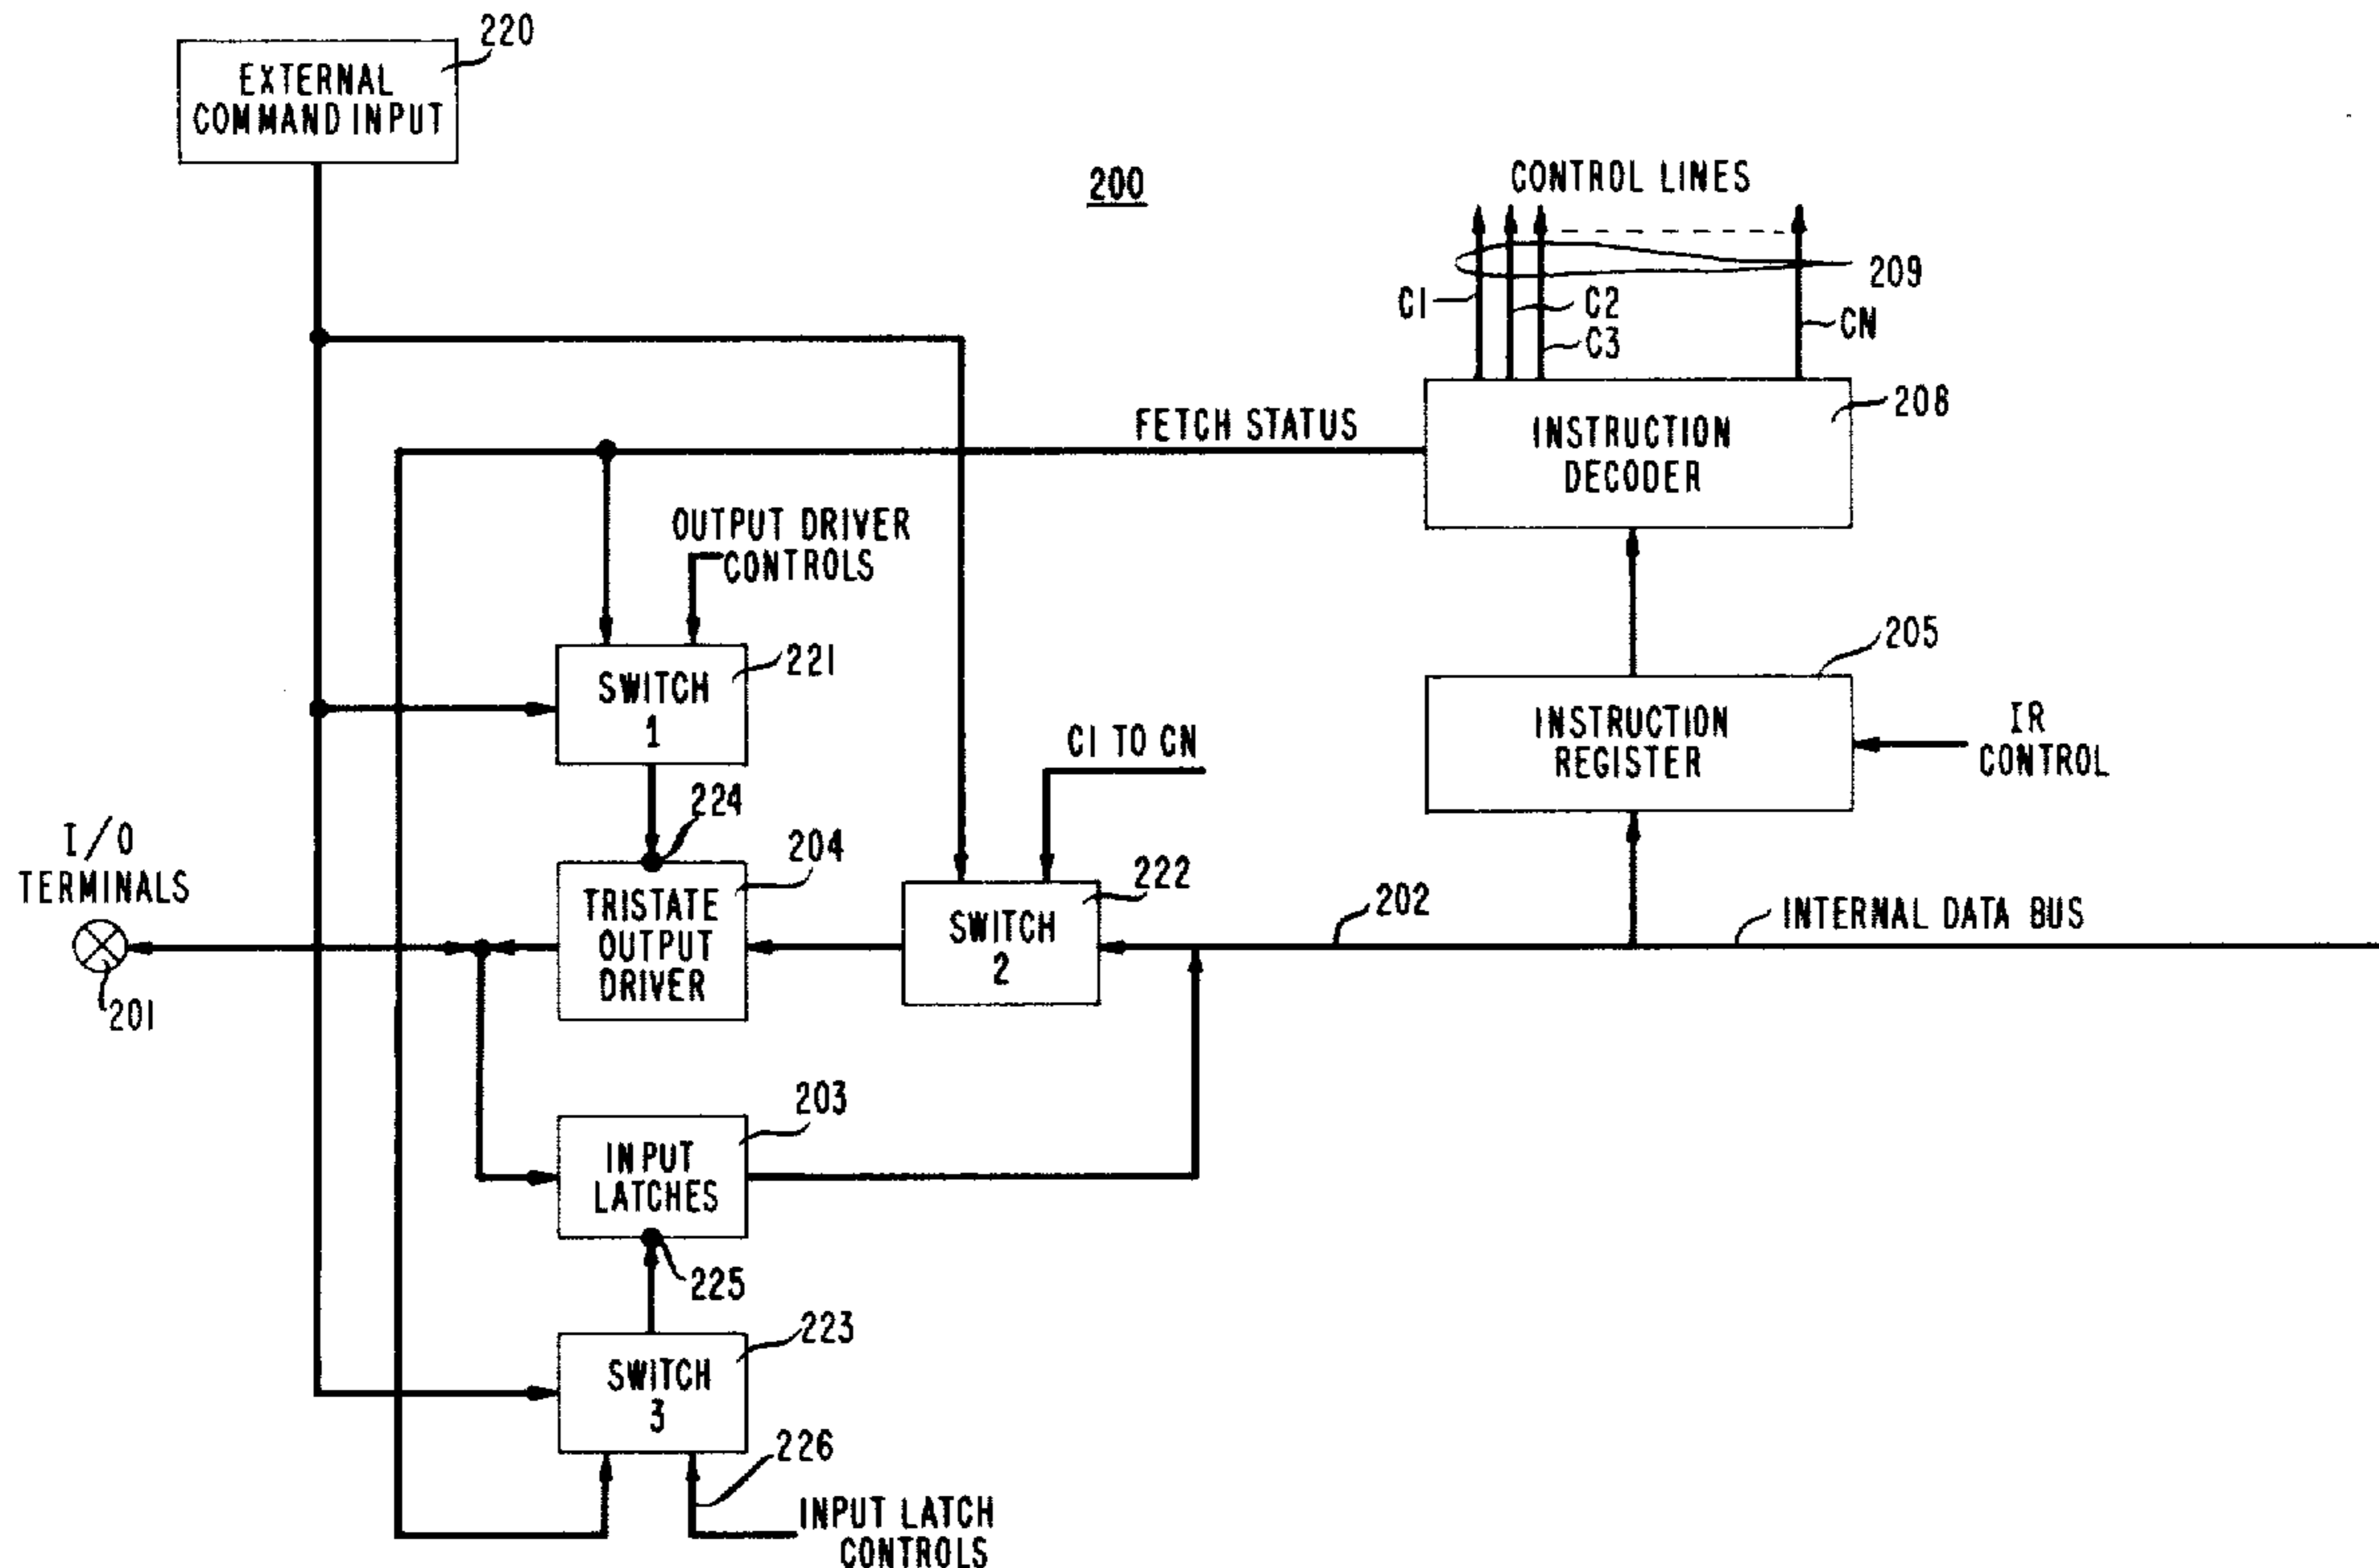 220
EXTERNAL
COMMAND INPUT
200
CONTROL LINES
209
C1
C2
C3
CN
208
FETCH STATUS
INSTRUCTION
DECODER
OUTPUT DRIVER
CONTROLS
205
221
SWITCH
1
INSTRUCTION
REGISTER
IR
CONTROL
C1 TO CN
224
I/O
TERMINALS
204
222
TRISTATE
OUTPUT
DRIVER
SWITCH
2
202
INTERNAL DATA BUS
201
203
INPUT
LATCHES
225
223
SWITCH
3
226
INPUT LATCH
CONTROLS